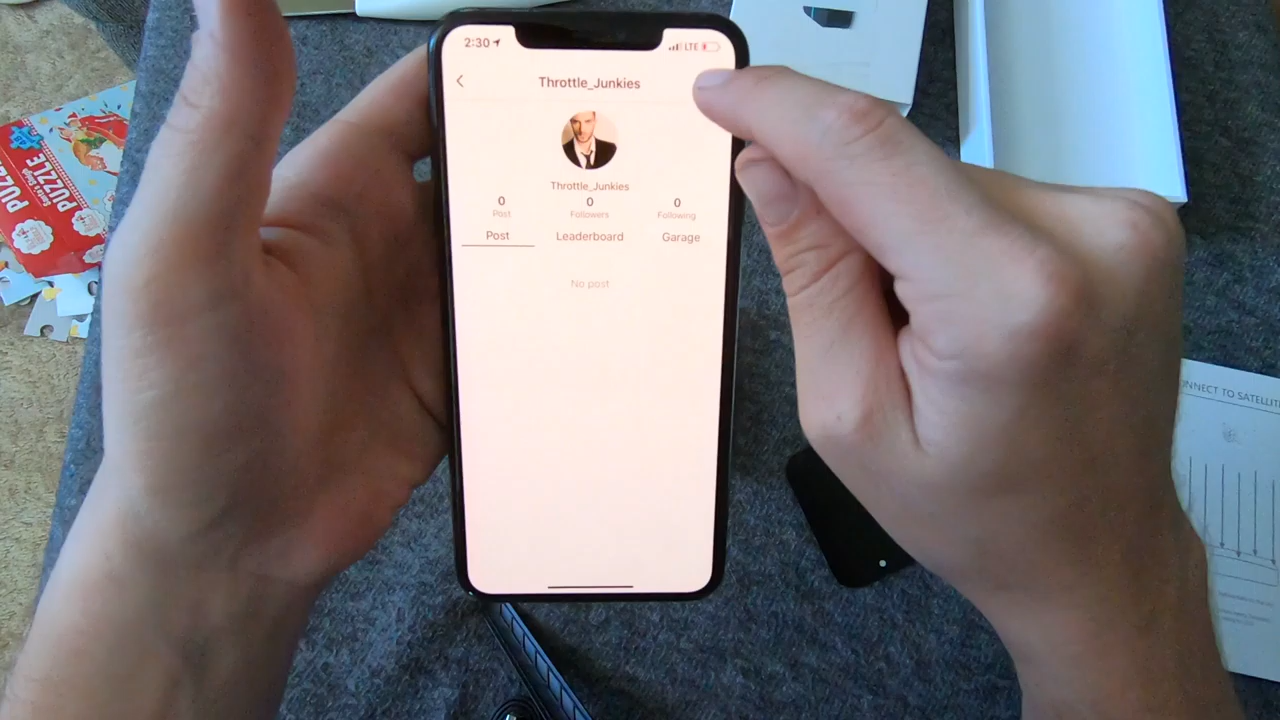 2:30
LTE
Throttle_Junkies
Throttle_Junkies
0 0 0
Post Followers Following
Post Leaderboard Garage
No post
PUZZLE
PUZZLE
CONNECT TO SATELLIT